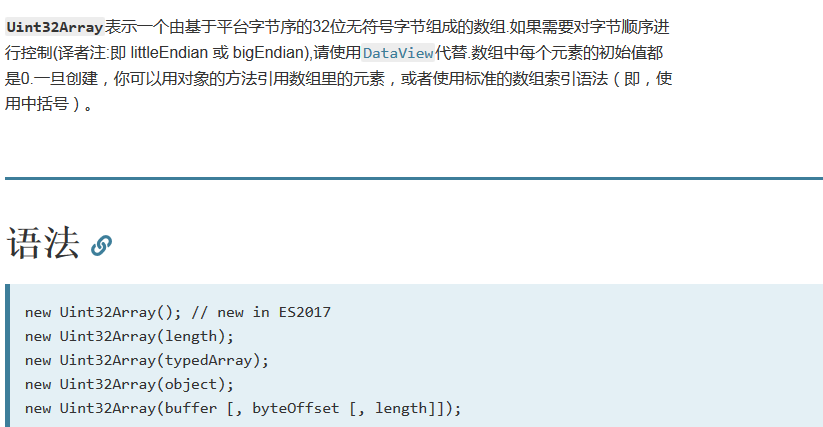 Uint32Array表示一个由基于平台字节序的32位无符号字节组成的数组.如果需要对字节顺序进
行控制(译者注:即 littleEndian 或 bigEndian),请使用DataView代替.数组中每个元素的初始值都
是0.一旦创建，你可以用对象的方法引用数组里的元素，或者使用标准的数组索引语法（即，使
用中括号）。
语法
new Uint32Array(); // new in ES2017
new Uint32Array(length);
new Uint32Array(typedArray);
new Uint32Array(object);
new Uint32Array(buffer [, byteOffset [, length]]);